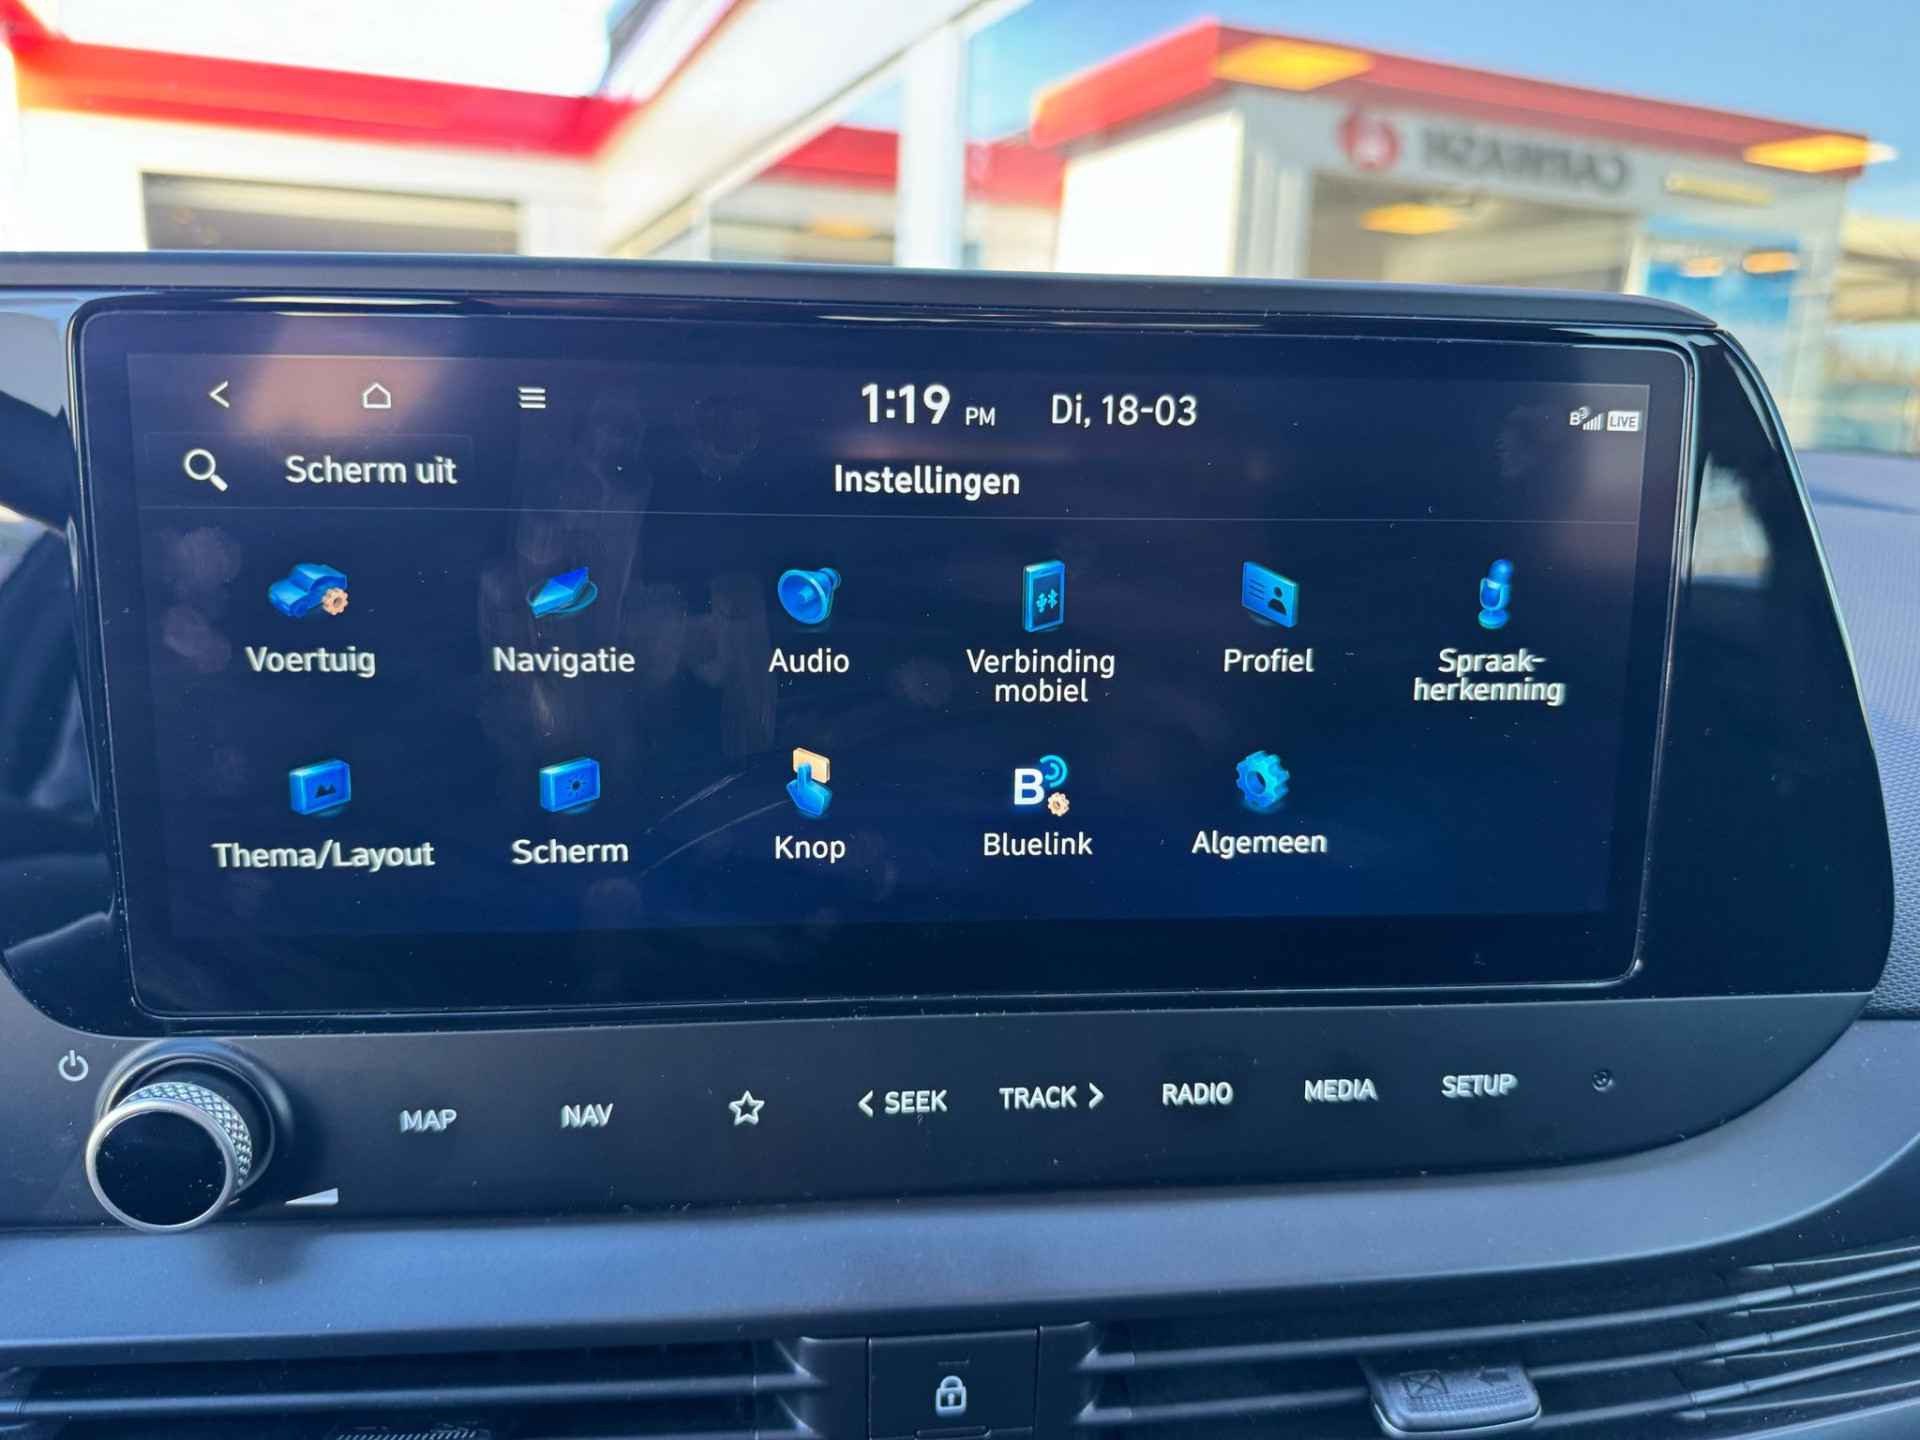 CARWASH
1:19 PM Di, 18-03
B LIVE
Scherm uit
Instellingen
Voertuig
Navigatie
Audio
Verbinding
mobiel
Profiel
Spraak-
herkenning
Thema/Layout
Scherm
Knop
B
Bluelink
Algemeen
MAP
NAV
< SEEK
TRACK >
RADIO
MEDIA
SETUP